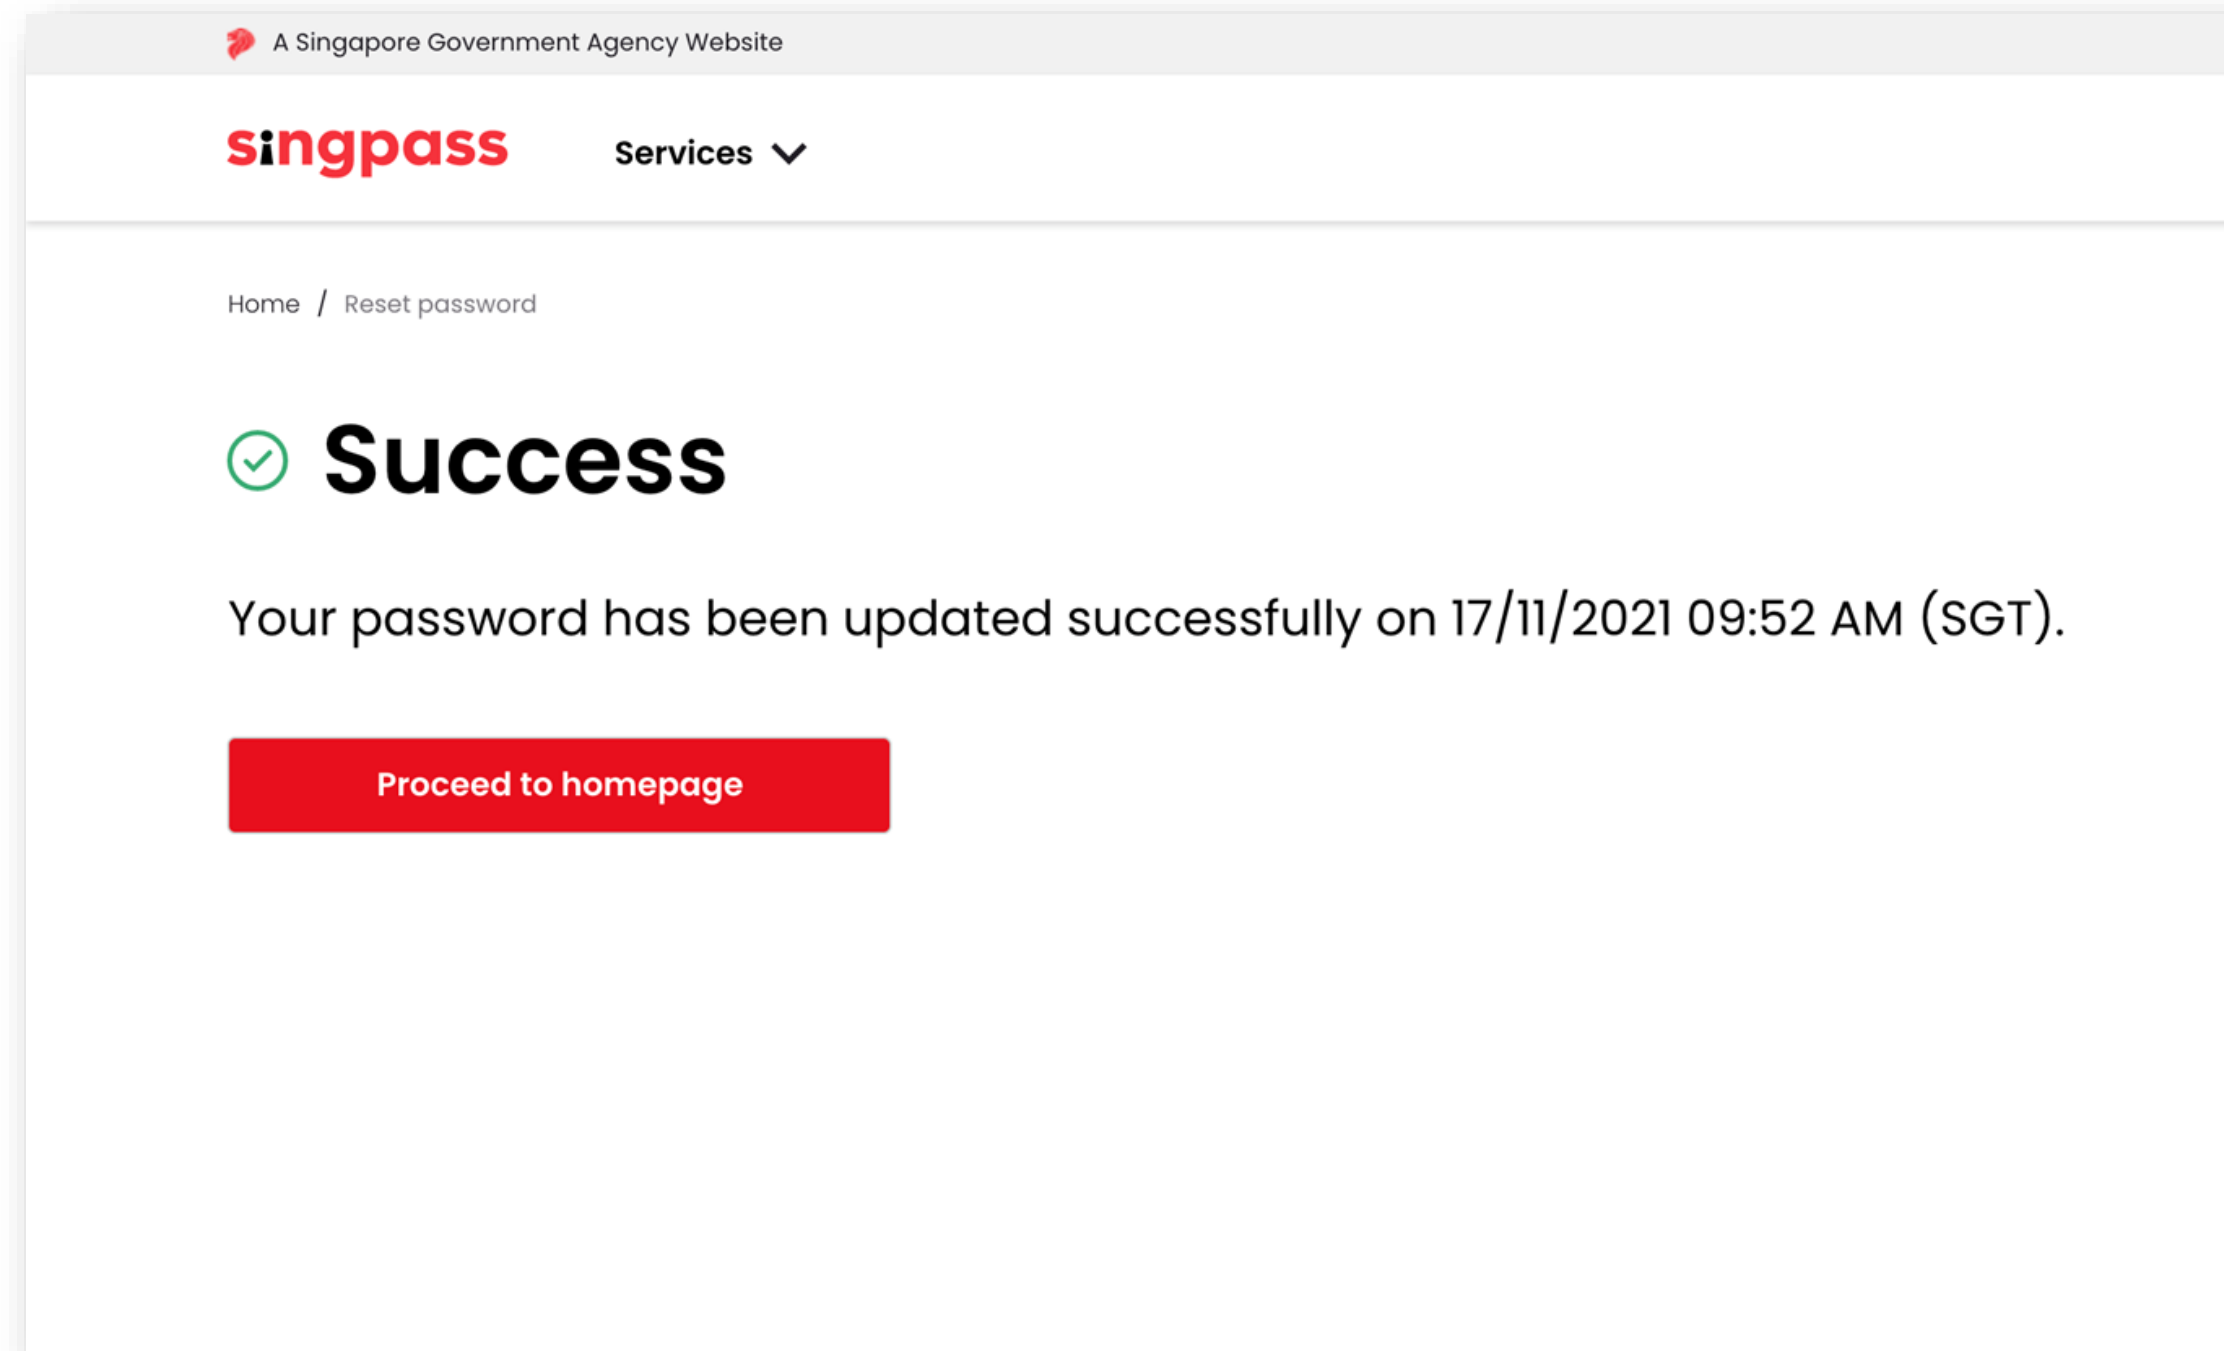 A Singapore Government Agency Website
singpass
Services
Home / Reset password
Success
Your password has been updated successfully on 17/11/2021 09:52 AM (SGT).
Proceed to homepage